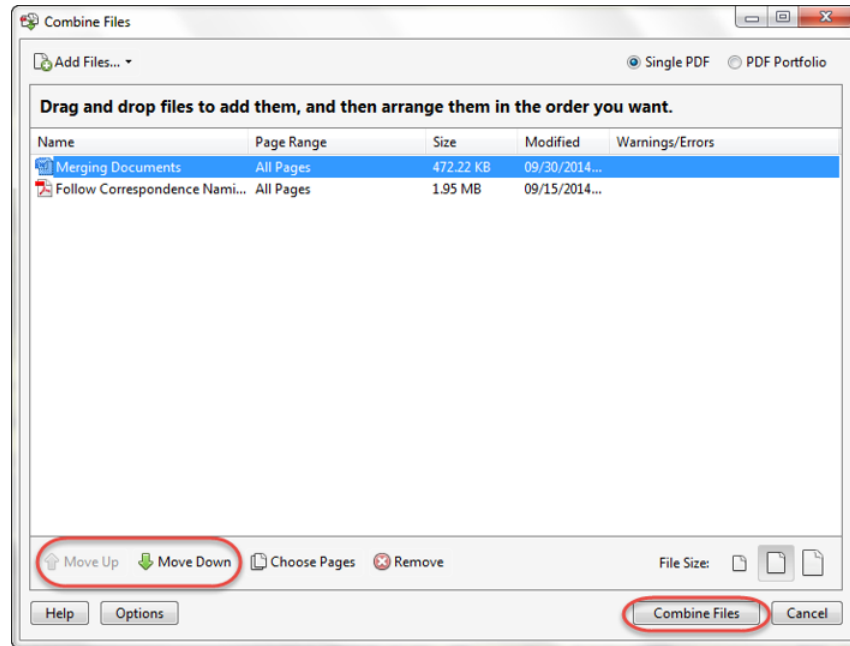 Combine Files
Add Files... Single PDF PDF Portfolio
Drag and drop files to add them, and then arrange them in the order you want.
Name Page Range Size Modified Warnings/Errors
Merging Documents All Pages 472.22 KB 09/30/2014...
Follow Correspondence Nami... All Pages 1.95 MB 09/15/2014...
Move Up Move Down Choose Pages Remove File Size:
Help Options Combine Files Cancel